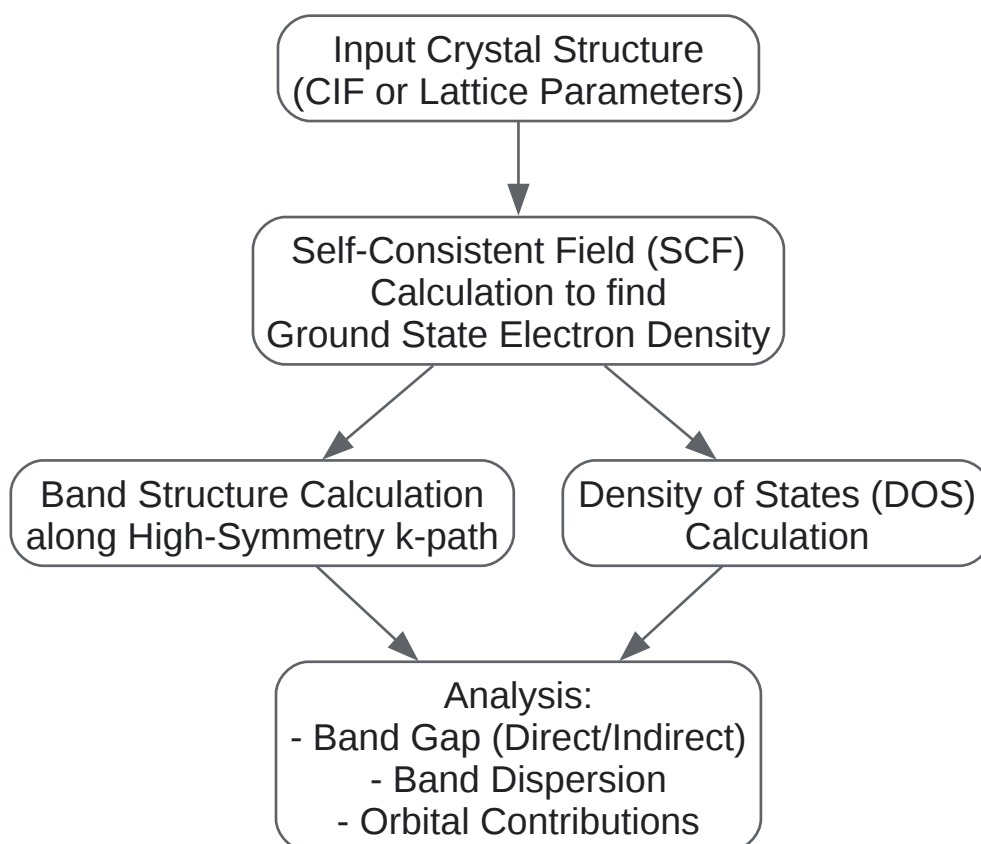 Input Crystal Structure
(CIF or Lattice Parameters)
Self-Consistent Field (SCF)
Calculation to find
Ground State Electron Density
Band Structure Calculation
along High-Symmetry k-path
Density of States (DOS)
Calculation
Analysis:
- Band Gap (Direct/Indirect)
- Band Dispersion
- Orbital Contributions